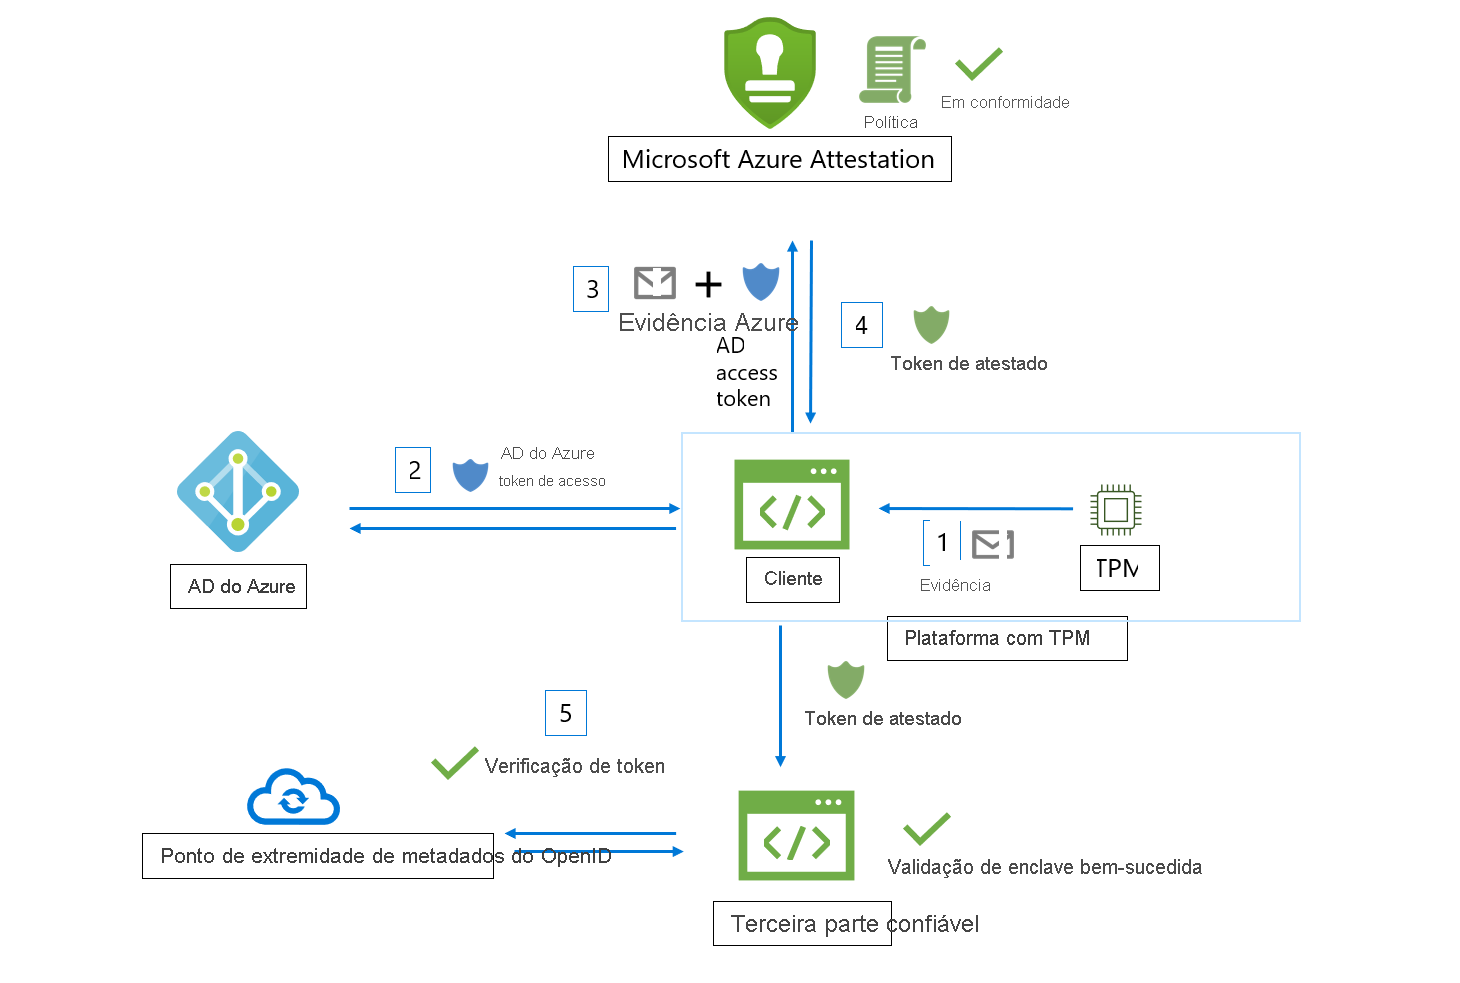 Política
Em conformidade
Microsoft Azure Attestation
3
Evidência Azure
AD
access
token
4
Token de atestado
2
AD do Azure
token de acesso
AD do Azure
Cliente
1
Evidência
TPM
Plataforma com TPM
Token de atestado
5
Verificação de token
Ponto de extremidade de metadados do OpenID
Validação de enclave bem-sucedida
Terceira parte confiável